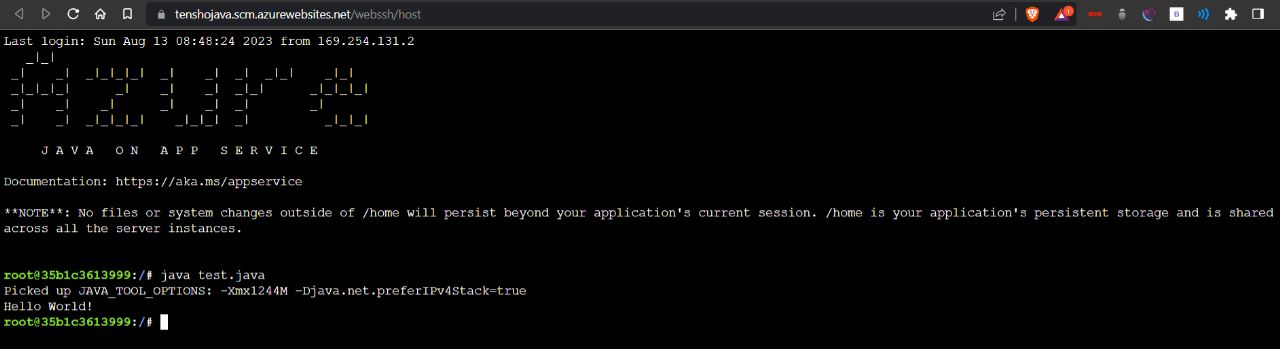 tenshojava.scm.azurewebsites.net/webssh/host
Last login: Sun Aug 13 08:48:24 2023 from 169.254.131.2
Azure
J A V A   O N   A P P   S E R V I C E
Documentation: https://aka.ms/appservice
**NOTE**: No files or system changes outside of /home will persist beyond your application's current session. /home is your application's persistent storage and is shared
across all the server instances.
root@35b1c3613999:/# java test.java
Picked up JAVA_TOOL_OPTIONS: -Xmx1244M -Djava.net.preferIPv4Stack=true
Hello World!
root@35b1c3613999:/#